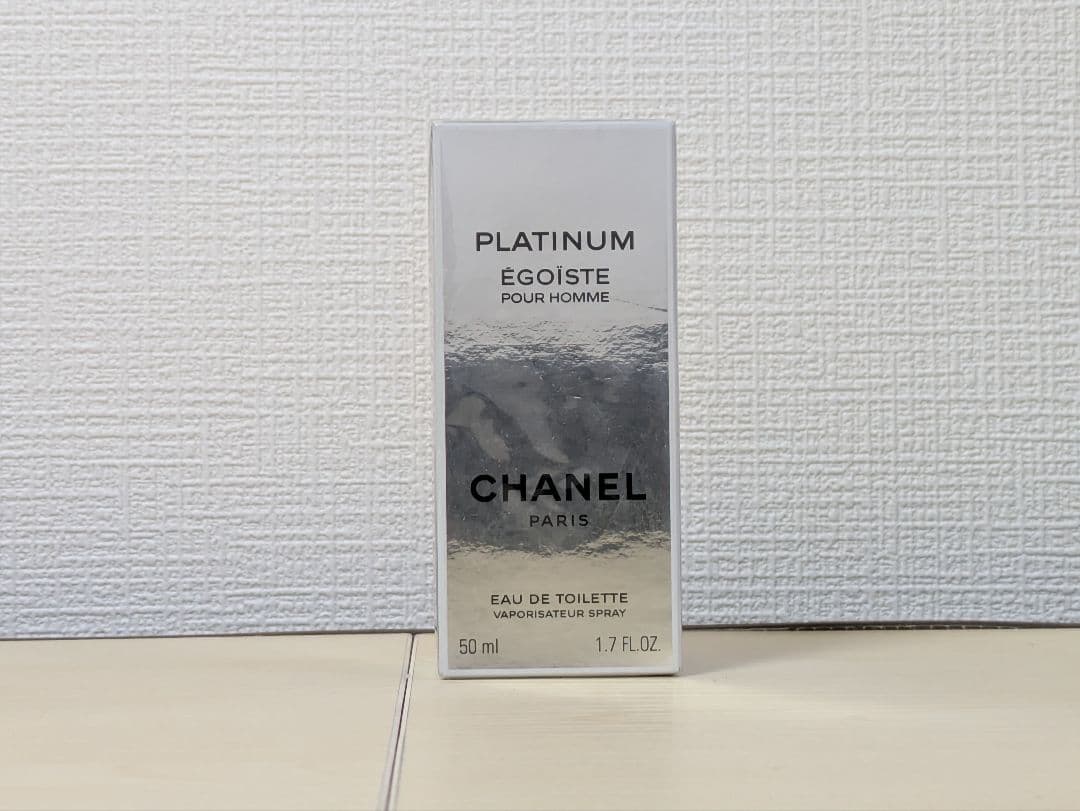 PLATINUM
ÉGOÏSTE
POUR HOMME
CHANEL
PARIS
EAU DE TOILETTE
VAPORISATEUR SPRAY
50 ml 1.7 FL.OZ.